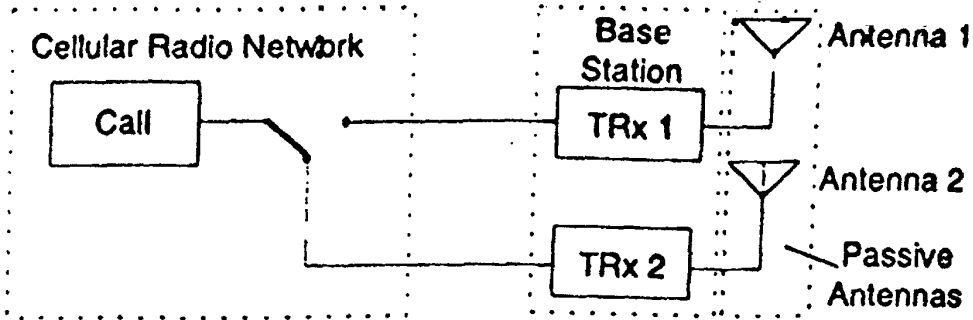 Cellular Radio Network
Call
Base
Station
TRx 1
TRx 2
Antenna 1
Antenna 2
Passive
Antennas